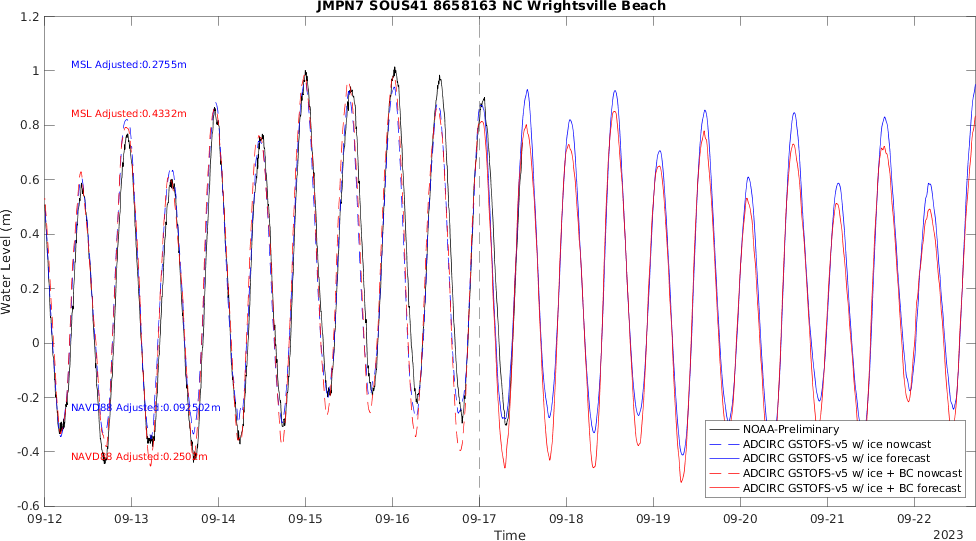 JMPN7 SOUS41 8658163 NC Wrightsville Beach
1.2
1
0.8
0.6
0.4
0.2
0
-0.2
-0.4
-0.6
Water Level (m)
MSL Adjusted:0.2755m
MSL Adjusted:0.4332m
NAVD88 Adjusted:0.092502m
NAVD88 Adjusted:
NOAA-Preliminary
ADCIRC GSTOFS-v5 w/ ice nowcast
ADCIRC GSTOFS-v5 w/ ice forecast
ADCIRC GSTOFS-v5 w/ ice + BC nowcast
ADCIRC GSTOFS-v5 w/ ice + BC forecast
09-12
09-13
09-14
09-15
09-16
09-17
09-18
09-19
09-20
09-21
09-22
Time
2023